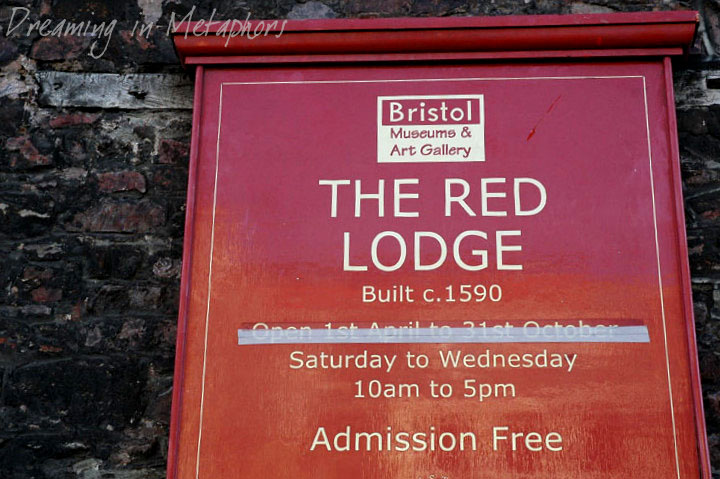 Dreaming in Metaphors
Bristol
Museums &
Art Gallery
THE RED
LODGE
Built c.1590
Open 1st April to 31st October
Saturday to Wednesday
10am to 5pm
Admission Free